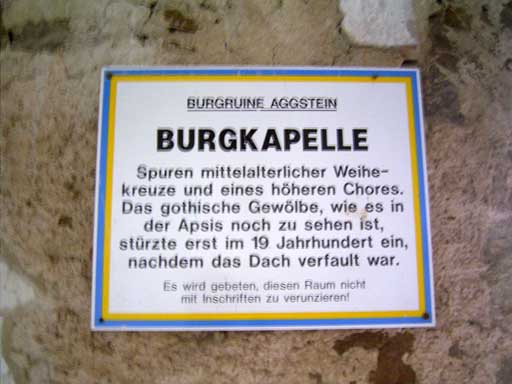 BURGRUINE AGGSTEIN
BURGKAPELLE
Spuren mittelalterlicher Weihe-
kreuze und eines höheren Chores.
Das gothische Gewölbe, wie es in
der Apsis noch zu sehen ist,
stürzte erst im 19 Jahrhundert ein,
nachdem das Dach verfault war.
Es wird gebeten, diesen Raum nicht
mit Inschriften zu verunzieren!